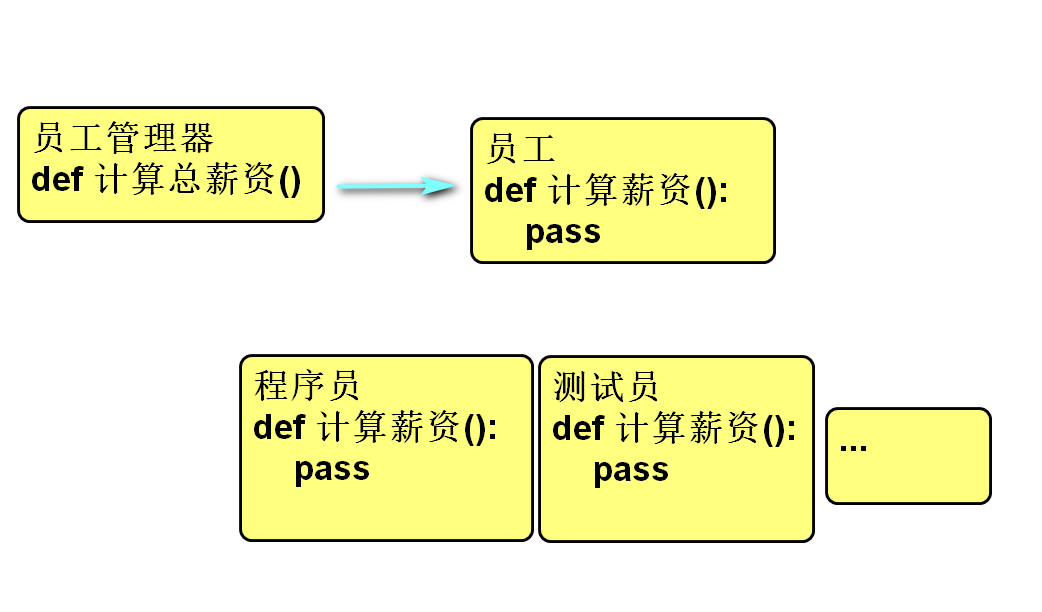 员工管理器
def 计算总薪资()
员工
def 计算薪资():
pass
程序员
def 计算薪资():
pass
测试员
def 计算薪资():
pass
...